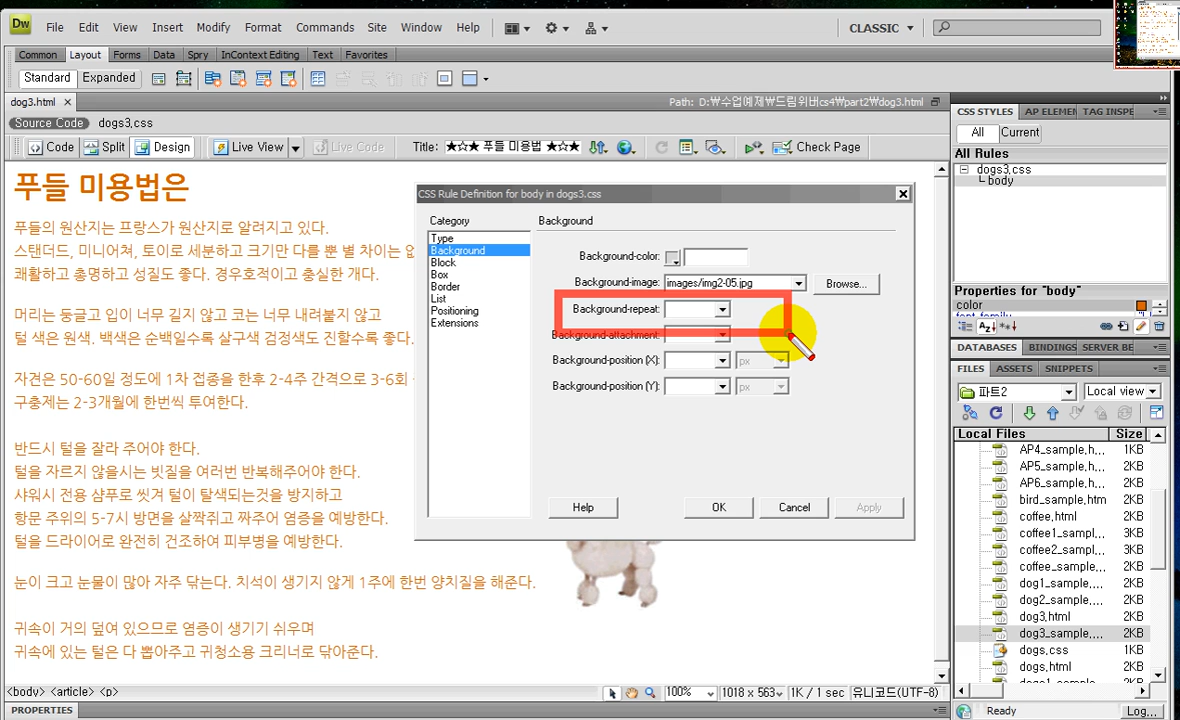 Dw File Edit View Insert Modify Format Commands Site Window Help CLASSIC
Common Layout Forms Data Spry InContext Editing Text Favorites
Standard Expanded
dog3.html × Path: D:\수업예제\드림위버cs4\part2\dog3.html
Source Code dogs3.css
Code Split Design Live View Live Code Title: ★☆★ 푸들 미용법 ★☆★ Check Page
푸들 미용법은
푸들의 원산지는 프랑스가 원산지로 알려지고 있다.
스탠더드, 미니어쳐, 토이로 세분하고 크기만 다를 뿐 별 차이는
쾌활하고 총명하고 성질도 좋다. 경우호적이고 충실한 개다.
머리는 둥글고 입이 너무 길지 않고 코는 너무 내려붙지 않고
털 색은 원색. 백색은 순백일수록 살구색 검정색도 진할수록 좋다.
자견은 50-60일 정도에 1차 접종을 한후 2-4주 간격으로 3-6회
구충제는 2-3개월에 한번씩 투여한다.
반드시 털을 잘라 주어야 한다.
털을 자르지 않을시는 빗질을 여러번 반복해주어야 한다.
샤워시 전용 샴푸로 씻겨 털이 탈색되는것을 방지하고
항문 주위의 5-7시 방면을 살짝쥐고 짜주어 염증을 예방한다.
털을 드라이어로 완전히 건조하여 피부병을 예방한다.
눈이 크고 눈물이 많아 자주 닦는다. 치석이 생기지 않게 1주에 한번 양치질을 해준다.
귀속이 거의 덮여 있으므로 염증이 생기기 쉬우며
귀속에 있는 털은 다 뽑아주고 귀청소용 크리너로 닦아준다.
CSS Rule Definition for body in dogs3.css
Category
Type
Background
Block
Box
Border
List
Positioning
Extensions
Background
Background-color:
Background-image: images/img2-05.jpg Browse...
Background-repeat:
Background-attachment:
Background-position (X): px
Background-position (Y): px
Help OK Cancel Apply
<body> <article> <p> 100% 1018 x 563 1K / 1 sec 유니코드(UTF-8)
PROPERTIES
CSS STYLES AP ELEMEN TAG INSPE
All Current
All Rules
dogs3.css
body
Properties for "body"
color
font-family
DATABASES BINDINGS SERVER BE
FILES ASSETS SNIPPETS
파트2 Local view
Local Files Size
AP4_sample.h... 1KB
AP5_sample.h... 2KB
AP6_sample.h... 2KB
bird_sample.htm 2KB
coffee.html 2KB
coffee1_sampl... 3KB
coffee2_sampl... 3KB
coffee_sample... 2KB
dog1_sample.... 2KB
dog2_sample.... 2KB
dog3.html 2KB
dog3_sample.... 2KB
dogs.css 1KB
dogs.html 2KB
Ready Log...